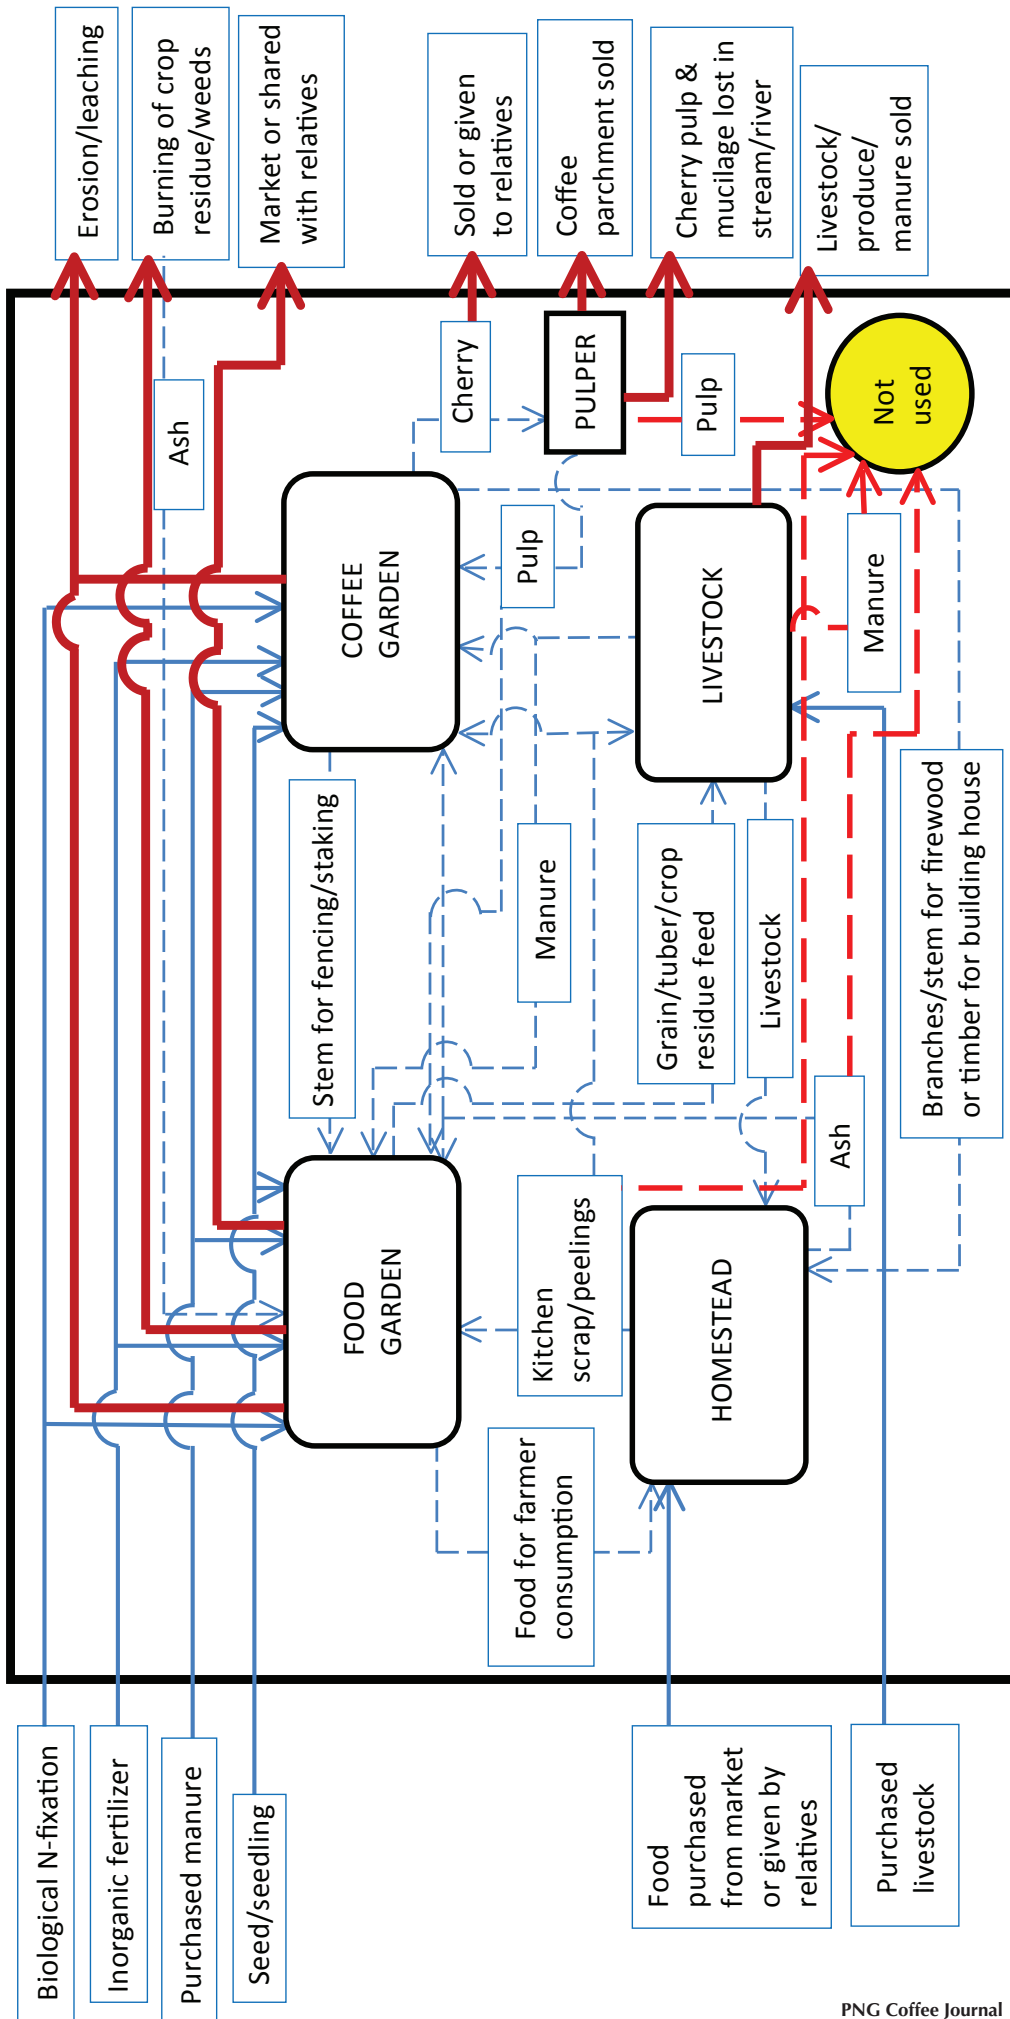 Biological N-fixation
Inorganic fertilizer
Purchased manure
Seed/seedling
Food
purchased
from market
or given by
relatives
Purchased
livestock
Food for farmer
consumption
FOOD
GARDEN
Kitchen
scrap/peelings
HOMESTEAD
Ash
Stem for fencing/staking
Manure
Grain/tuber/crop
residue feed
Livestock
Branches/stem for firewood
or timber for building house
COFFEE
GARDEN
Pulp
LIVESTOCK
Manure
Ash
Cherry
PULPER
Pulp
Not
used
Erosion/leaching
Burning of crop
residue/weeds
Market or shared
with relatives
Sold or given
to relatives
Coffee
parchment sold
Cherry pulp &
mucilage lost in
stream/river
Livestock/
produce/
manure sold
PNG Coffee Journal